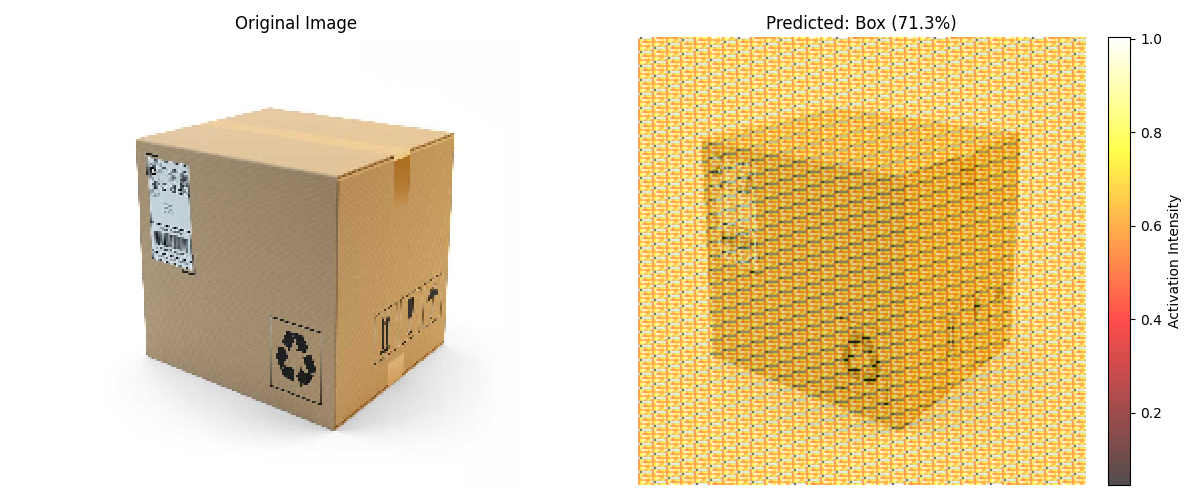 Original Image
Predicted: Box (71.3%)
1.0
0.8
0.6
0.4
0.2
Activation Intensity